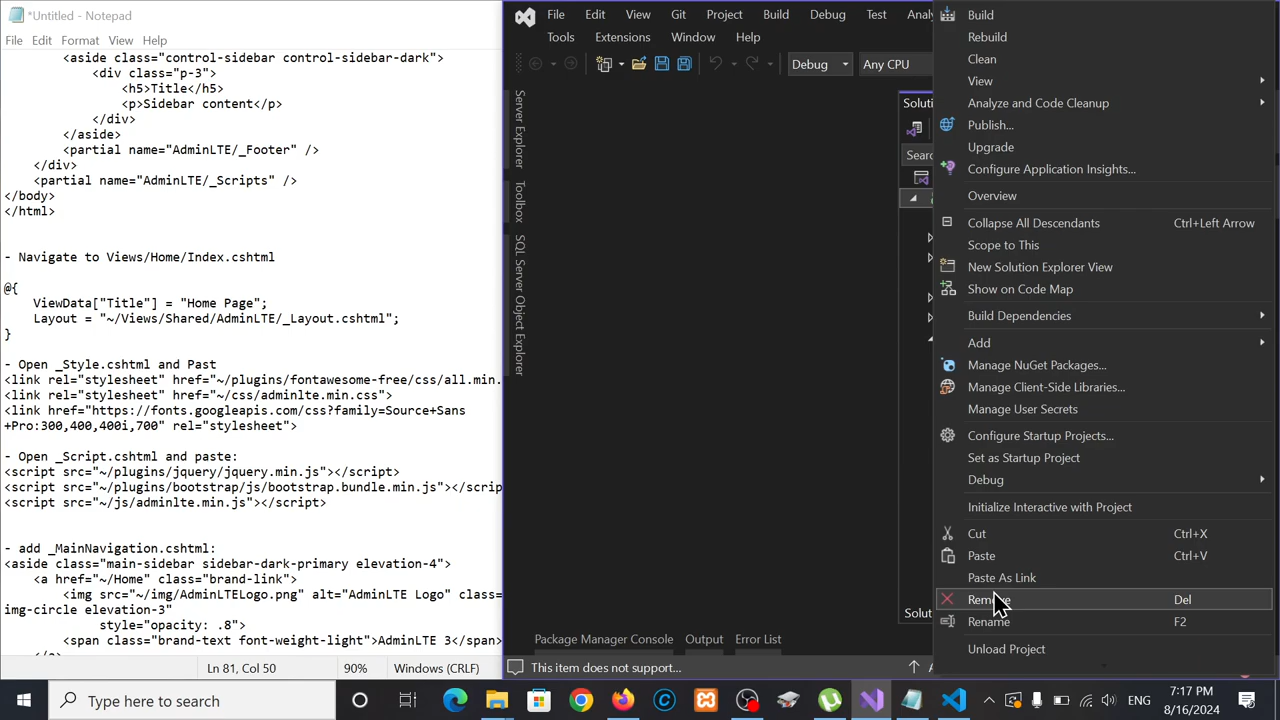 *Untitled - Notepad
File Edit Format View Help
<aside class="control-sidebar control-sidebar-dark">
<div class="p-3">
<h5>Title</h5>
<p>Sidebar content</p>
</div>
</aside>
<partial name="AdminLTE/_Footer" />
</div>
<partial name="AdminLTE/_Scripts" />
</body>
</html>
- Navigate to Views/Home/Index.cshtml
@{
ViewData["Title"] = "Home Page";
Layout = "~/Views/Shared/AdminLTE/_Layout.cshtml";
}
- Open _Style.cshtml and Past
<link rel="stylesheet" href="~/plugins/fontawesome-free/css/all.min.
<link rel="stylesheet" href="~/css/adminlte.min.css">
<link href="https://fonts.googleapis.com/css?family=Source+Sans
+Pro:300,400,400i,700" rel="stylesheet">
- Open _Script.cshtml and paste:
<script src="~/plugins/jquery/jquery.min.js"></script>
<script src="~/plugins/bootstrap/js/bootstrap.bundle.min.js"></scrip
<script src="~/js/adminlte.min.js"></script>
- add _MainNavigation.cshtml:
<aside class="main-sidebar sidebar-dark-primary elevation-4">
<a href="~/Home" class="brand-link">
<img src="~/img/AdminLTELogo.png" alt="AdminLTE Logo" class="
img-circle elevation-3"
style="opacity: .8">
<span class="brand-text font-weight-light">AdminLTE 3</span>
Ln 81, Col 50 90% Windows (CRLF)
File Edit View Git Project Build Debug Test Analy
Tools Extensions Window Help
Debug Any CPU
Server Explorer
Toolbox
SQL Server Object Explorer
Soluti
Searc
Solut
Package Manager Console Output Error List
This item does not support...
Build
Rebuild
Clean
View
Analyze and Code Cleanup
Publish...
Upgrade
Configure Application Insights...
Overview
Collapse All Descendants Ctrl+Left Arrow
Scope to This
New Solution Explorer View
Show on Code Map
Build Dependencies
Add
Manage NuGet Packages...
Manage Client-Side Libraries...
Manage User Secrets
Configure Startup Projects...
Set as Startup Project
Debug
Initialize Interactive with Project
Cut Ctrl+X
Paste Ctrl+V
Paste As Link
Remove Del
Rename F2
Unload Project
Type here to search
ENG
7:17 PM
8/16/2024